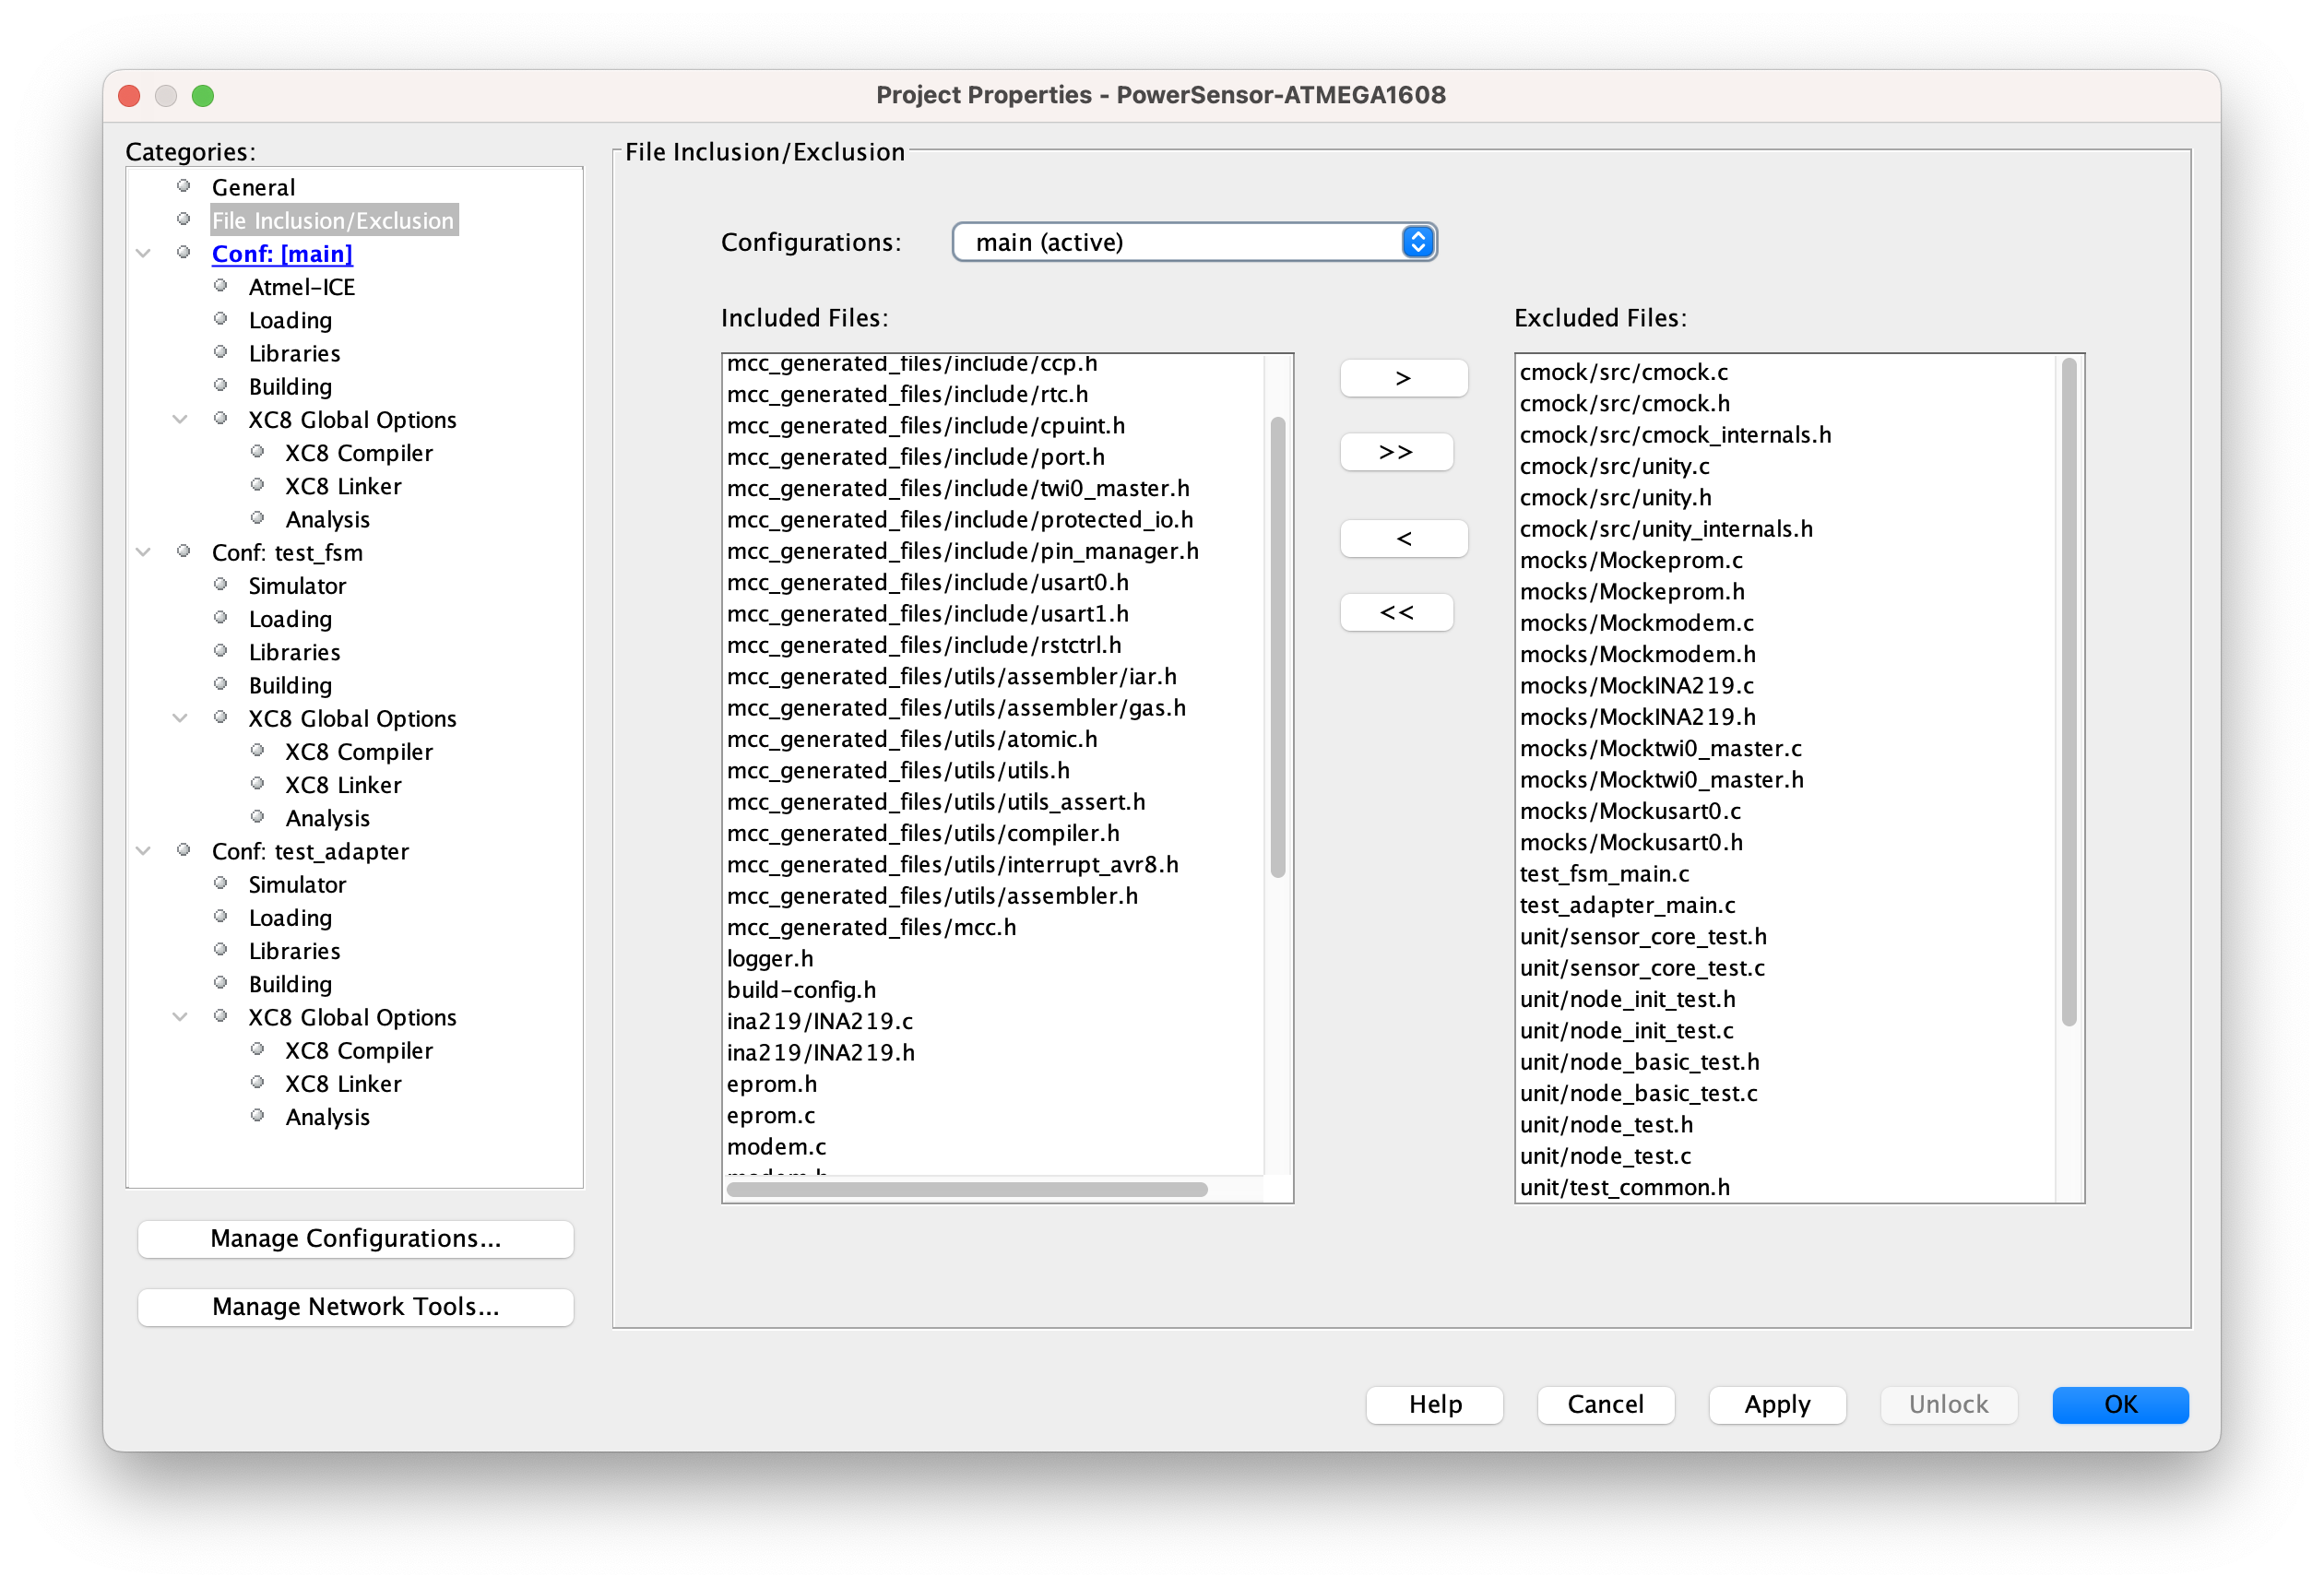 Project Properties - PowerSensor-ATMEGA1608
Categories:
General
File Inclusion/Exclusion
Conf: [main]
Atmel-ICE
Loading
Libraries
Building
XC8 Global Options
XC8 Compiler
XC8 Linker
Analysis
Conf: test_fsm
Simulator
Loading
Libraries
Building
XC8 Global Options
XC8 Compiler
XC8 Linker
Analysis
Conf: test_adapter
Simulator
Loading
Libraries
Building
XC8 Global Options
XC8 Compiler
XC8 Linker
Analysis
Manage Configurations...
Manage Network Tools...
File Inclusion/Exclusion
Configurations: main (active)
Included Files:
mcc_generated_files/include/ccp.h
mcc_generated_files/include/rtc.h
mcc_generated_files/include/cpuint.h
mcc_generated_files/include/port.h
mcc_generated_files/include/twi0_master.h
mcc_generated_files/include/protected_io.h
mcc_generated_files/include/pin_manager.h
mcc_generated_files/include/usart0.h
mcc_generated_files/include/usart1.h
mcc_generated_files/include/rstctrl.h
mcc_generated_files/utils/assembler/iar.h
mcc_generated_files/utils/assembler/gas.h
mcc_generated_files/utils/atomic.h
mcc_generated_files/utils/utils.h
mcc_generated_files/utils/utils_assert.h
mcc_generated_files/utils/compiler.h
mcc_generated_files/utils/interrupt_avr8.h
mcc_generated_files/utils/assembler.h
mcc_generated_files/mcc.h
logger.h
build-config.h
ina219/INA219.c
ina219/INA219.h
eprom.h
eprom.c
modem.c
>
>>
<
<<
Excluded Files:
cmock/src/cmock.c
cmock/src/cmock.h
cmock/src/cmock_internals.h
cmock/src/unity.c
cmock/src/unity.h
cmock/src/unity_internals.h
mocks/Mockeprom.c
mocks/Mockeprom.h
mocks/Mockmodem.c
mocks/Mockmodem.h
mocks/MockINA219.c
mocks/MockINA219.h
mocks/Mocktwi0_master.c
mocks/Mocktwi0_master.h
mocks/Mockusart0.c
mocks/Mockusart0.h
test_fsm_main.c
test_adapter_main.c
unit/sensor_core_test.h
unit/sensor_core_test.c
unit/node_init_test.h
unit/node_init_test.c
unit/node_basic_test.h
unit/node_basic_test.c
unit/node_test.h
unit/node_test.c
unit/test_common.h
Help
Cancel
Apply
Unlock
OK